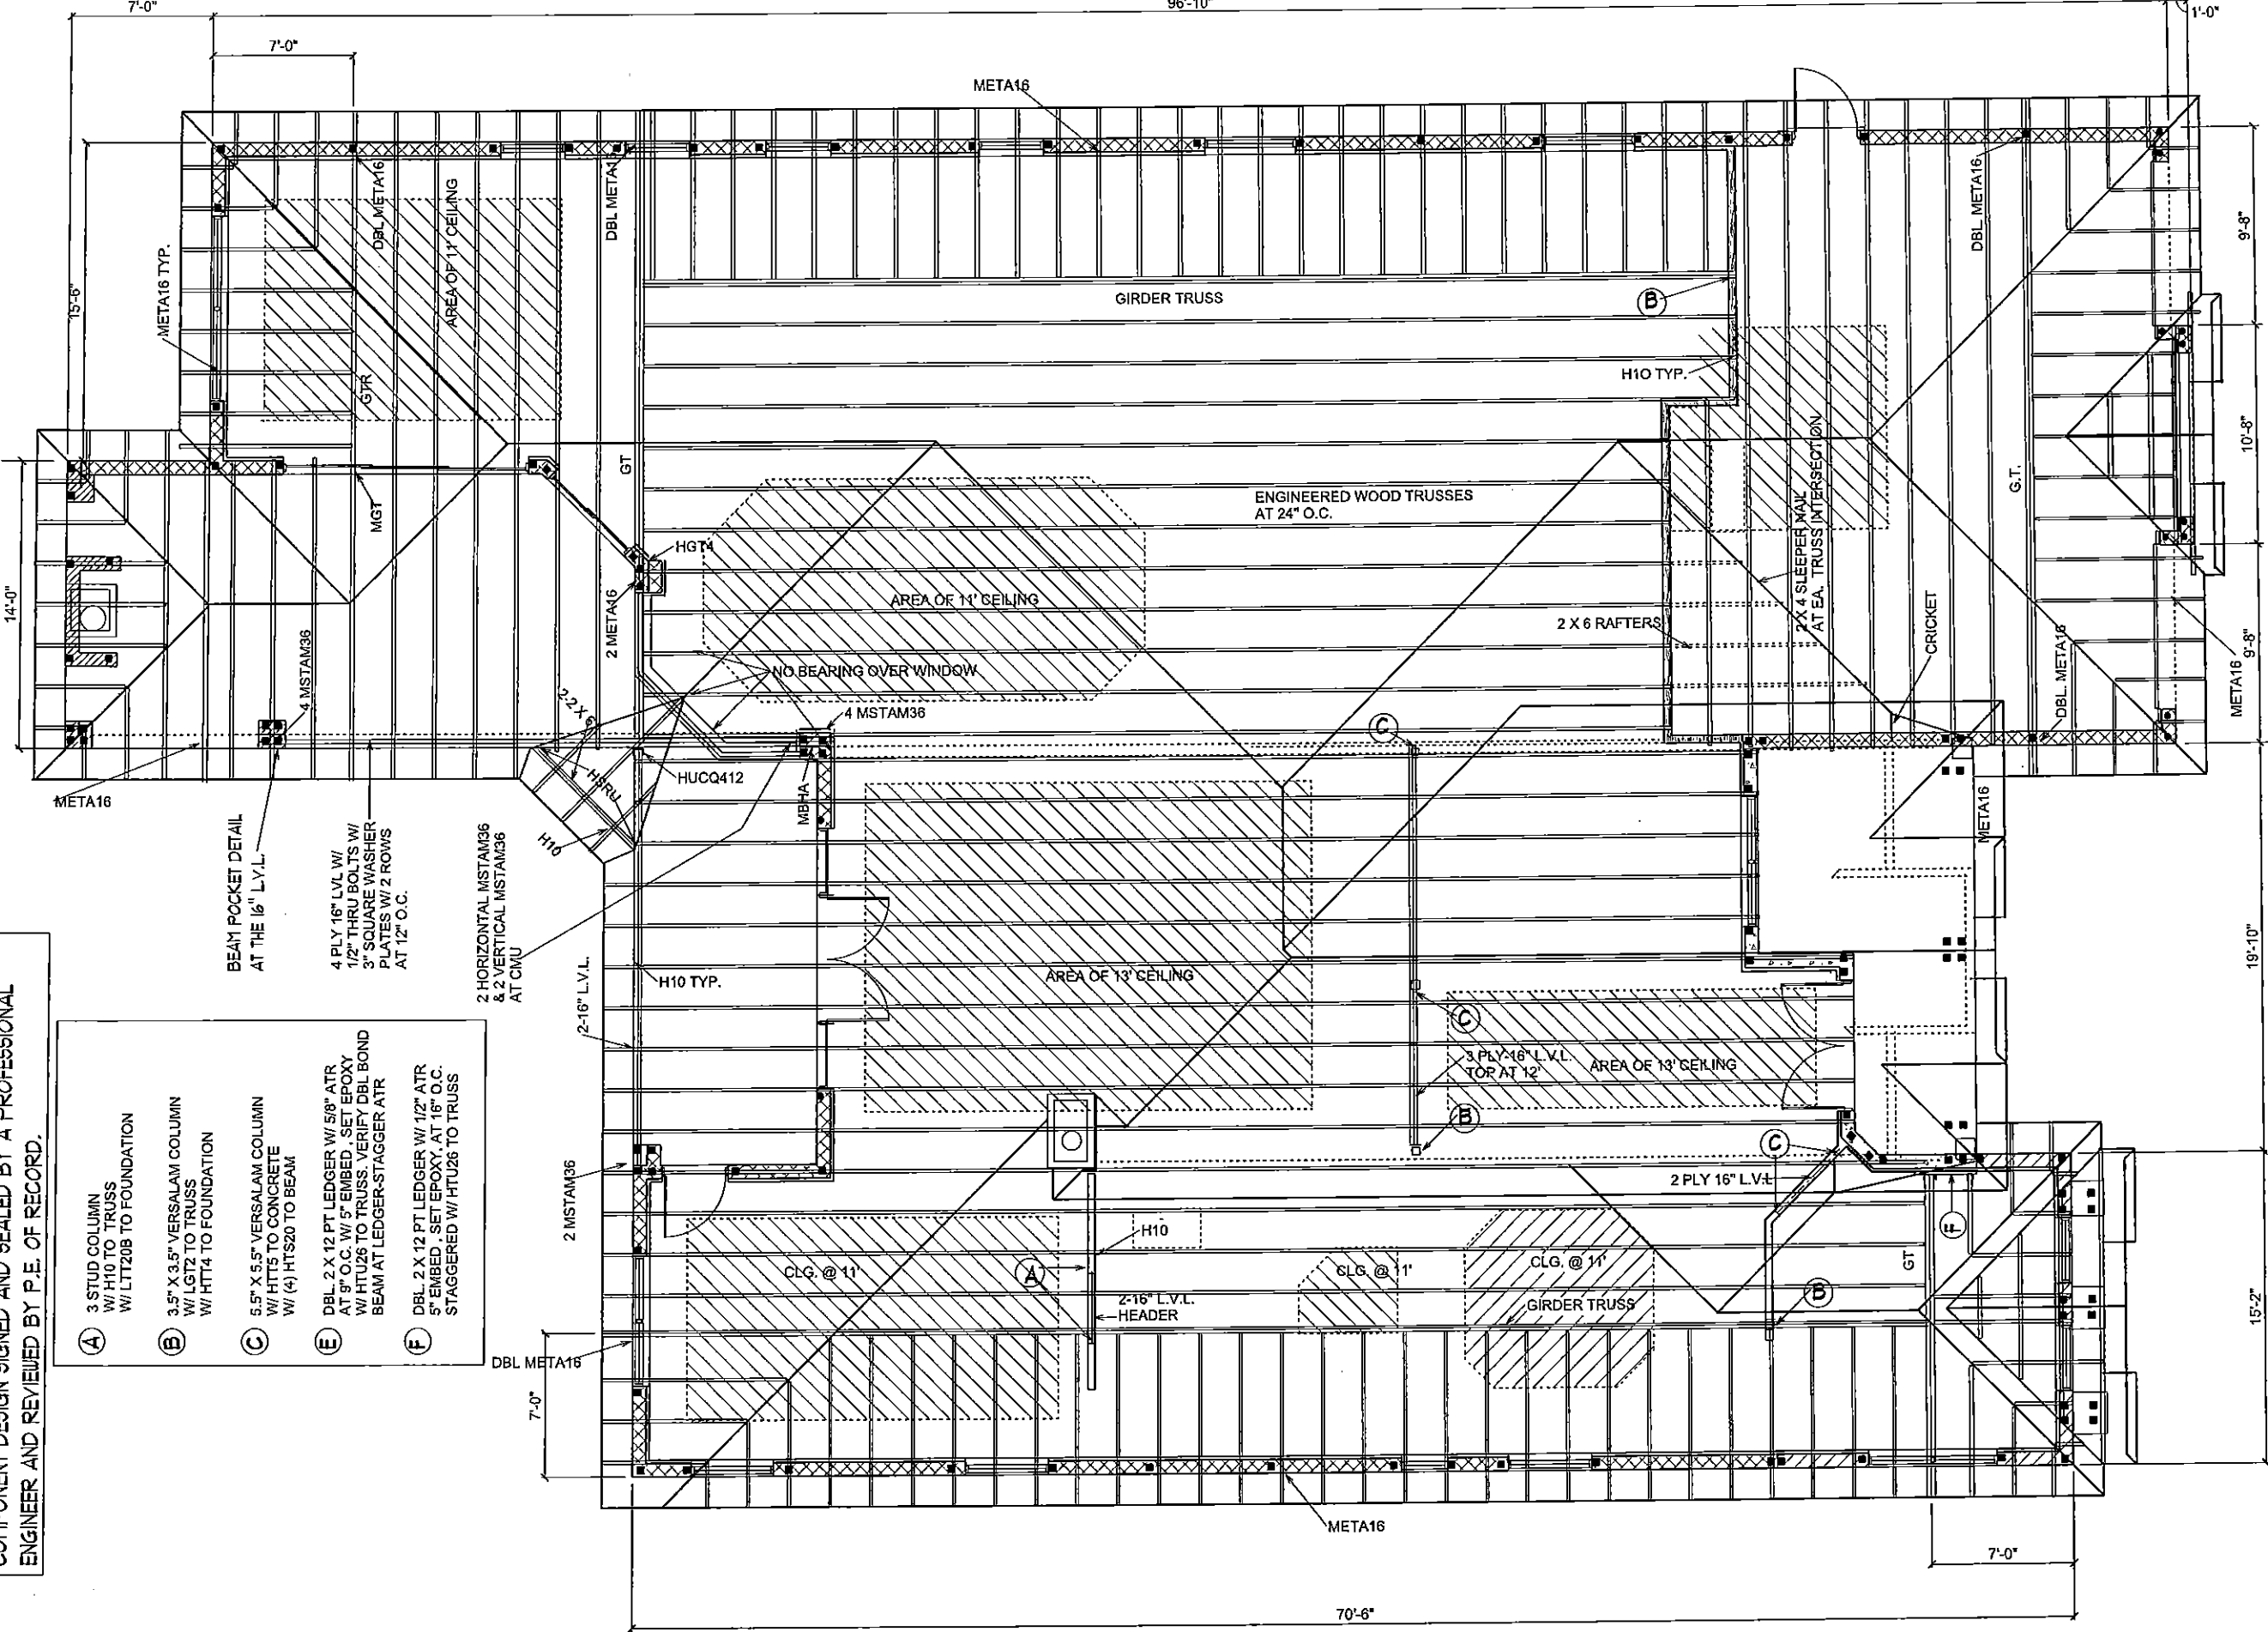 7'-0"
96'-10"
1'-0"
7'-0"
META16
15'-6"
META16 TYP.
DBL META16
AREA OF 11' CEILING
GTR
DBL META16
DBL META16
9'-8"
GIRDER TRUSS
B
H1O TYP.
14'-0"
MGT
GT
HGT4
ENGINEERED WOOD TRUSSES
AT 24" O.C.
2 X 4 SLEEPER NAIL
AT EA. TRUSS INTERSECTION
G.T.
10'-8"
AREA OF 11' CEILING
2 META16
2 X 6 RAFTERS
CRICKET
4 MSTAM36
NO BEARING OVER WINDOW
2-2 X 6
4 MSTAM36
C
DBL. META16
META16
9'-8"
META16
HSRU
HUCQ412
MBHA
H10
META16
BEAM POCKET DETAIL
AT THE 16" L.V.L.
4 PLY 16" LVL W/
1/2" THRU BOLTS W/
3" SQUARE WASHER
PLATES W/ 2 ROWS
AT 12" O.C.
2 HORIZONTAL MSTAM36
& 2 VERTICAL MSTAM36
AT CMU
2-16" L.V.L.
H10 TYP.
AREA OF 13' CEILING
C
3 PLY-16" L.V.L.
TOP AT 12'
AREA OF 13' CEILING
B
19'-10"
COMPONENT DESIGN SIGNED AND SEALED BY A PROFESSIONAL
ENGINEER AND REVIEWED BY P.E. OF RECORD.
A
3 STUD COLUMN
W/ H10 TO TRUSS
W/ LTT20B TO FOUNDATION
B
3.5" X 3.5" VERSALAM COLUMN
W/ LGT2 TO TRUSS
W/ HTT4 TO FOUNDATION
C
5.5" X 5.5" VERSALAM COLUMN
W/ HTT5 TO CONCRETE
W/ (4) HTS20 TO BEAM
E
DBL. 2 X 12 PT LEDGER W/ 5/8" ATR
AT 9" O.C. W/ 5" EMBED , SET EPOXY
W/ HTU26 TO TRUSS. VERIFY DBL BOND
BEAM AT LEDGER-STAGGER ATR
F
DBL. 2 X 12 PT LEDGER W/ 1/2" ATR
5" EMBED , SET EPOXY, AT 16" O.C.
STAGGERED W/ HTU26 TO TRUSS
2 MSTAM36
C
2 PLY 16" L.V.L
F
H10
A
CLG. @ 11'
CLG. @ 11'
CLG. @ 11'
GT
2-16" L.V.L.
HEADER
GIRDER TRUSS
B
15'-2"
DBL META16
7'-0"
META16
7'-0"
70'-6"